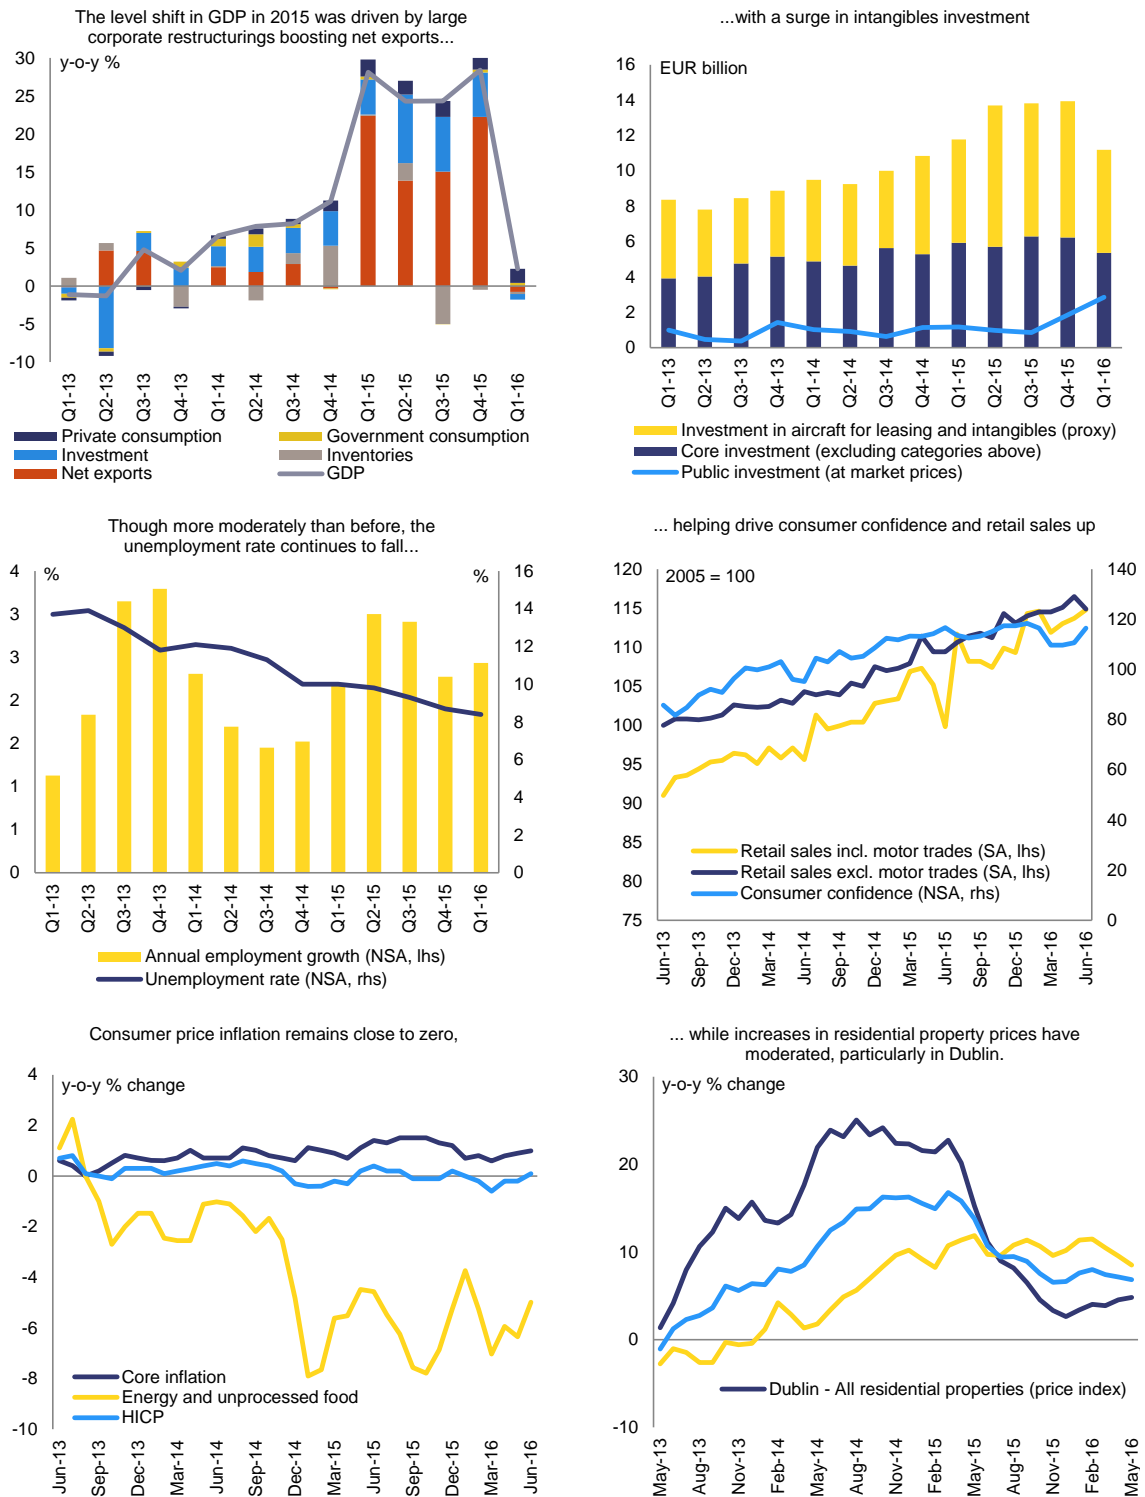 The level shift in GDP in 2015 was driven by large
corporate restructurings boosting net exports...
y-o-y %
30
25
20
15
10
5
0
-5
-10
Q1-13
Q2-13
Q3-13
Q4-13
Q1-14
Q2-14
Q3-14
Q4-14
Q1-15
Q2-15
Q3-15
Q4-15
Q1-16
Private consumption
Government consumption
Investment
Inventories
Net exports
GDP
...with a surge in intangibles investment
EUR billion
16
14
12
10
8
6
4
2
0
Q1-13
Q2-13
Q3-13
Q4-13
Q1-14
Q2-14
Q3-14
Q4-14
Q1-15
Q2-15
Q3-15
Q4-15
Q1-16
Investment in aircraft for leasing and intangibles (proxy)
Core investment (excluding categories above)
Public investment (at market prices)
Though more moderately than before, the
unemployment rate continues to fall...
%
%
4
3
3
2
2
1
1
0
16
14
12
10
8
6
4
2
0
Q1-13
Q2-13
Q3-13
Q4-13
Q1-14
Q2-14
Q3-14
Q4-14
Q1-15
Q2-15
Q3-15
Q4-15
Q1-16
Annual employment growth (NSA, lhs)
Unemployment rate (NSA, rhs)
... helping drive consumer confidence and retail sales up
2005 = 100
120
115
110
105
100
95
90
85
80
75
140
120
100
80
60
40
20
0
Retail sales incl. motor trades (SA, lhs)
Retail sales excl. motor trades (SA, lhs)
Consumer confidence (NSA, rhs)
Jun-13
Sep-13
Dec-13
Mar-14
Jun-14
Sep-14
Dec-14
Mar-15
Jun-15
Sep-15
Dec-15
Mar-16
Jun-16
Consumer price inflation remains close to zero,
y-o-y % change
4
2
0
-2
-4
-6
-8
-10
Core inflation
Energy and unprocessed food
HICP
Jun-13
Sep-13
Dec-13
Mar-14
Jun-14
Sep-14
Dec-14
Mar-15
Jun-15
Sep-15
Dec-15
Mar-16
Jun-16
... while increases in residential property prices have
moderated, particularly in Dublin.
y-o-y % change
30
20
10
0
-10
Dublin - All residential properties (price index)
May-13
Aug-13
Nov-13
Feb-14
May-14
Aug-14
Nov-14
Feb-15
May-15
Aug-15
Nov-15
Feb-16
May-16